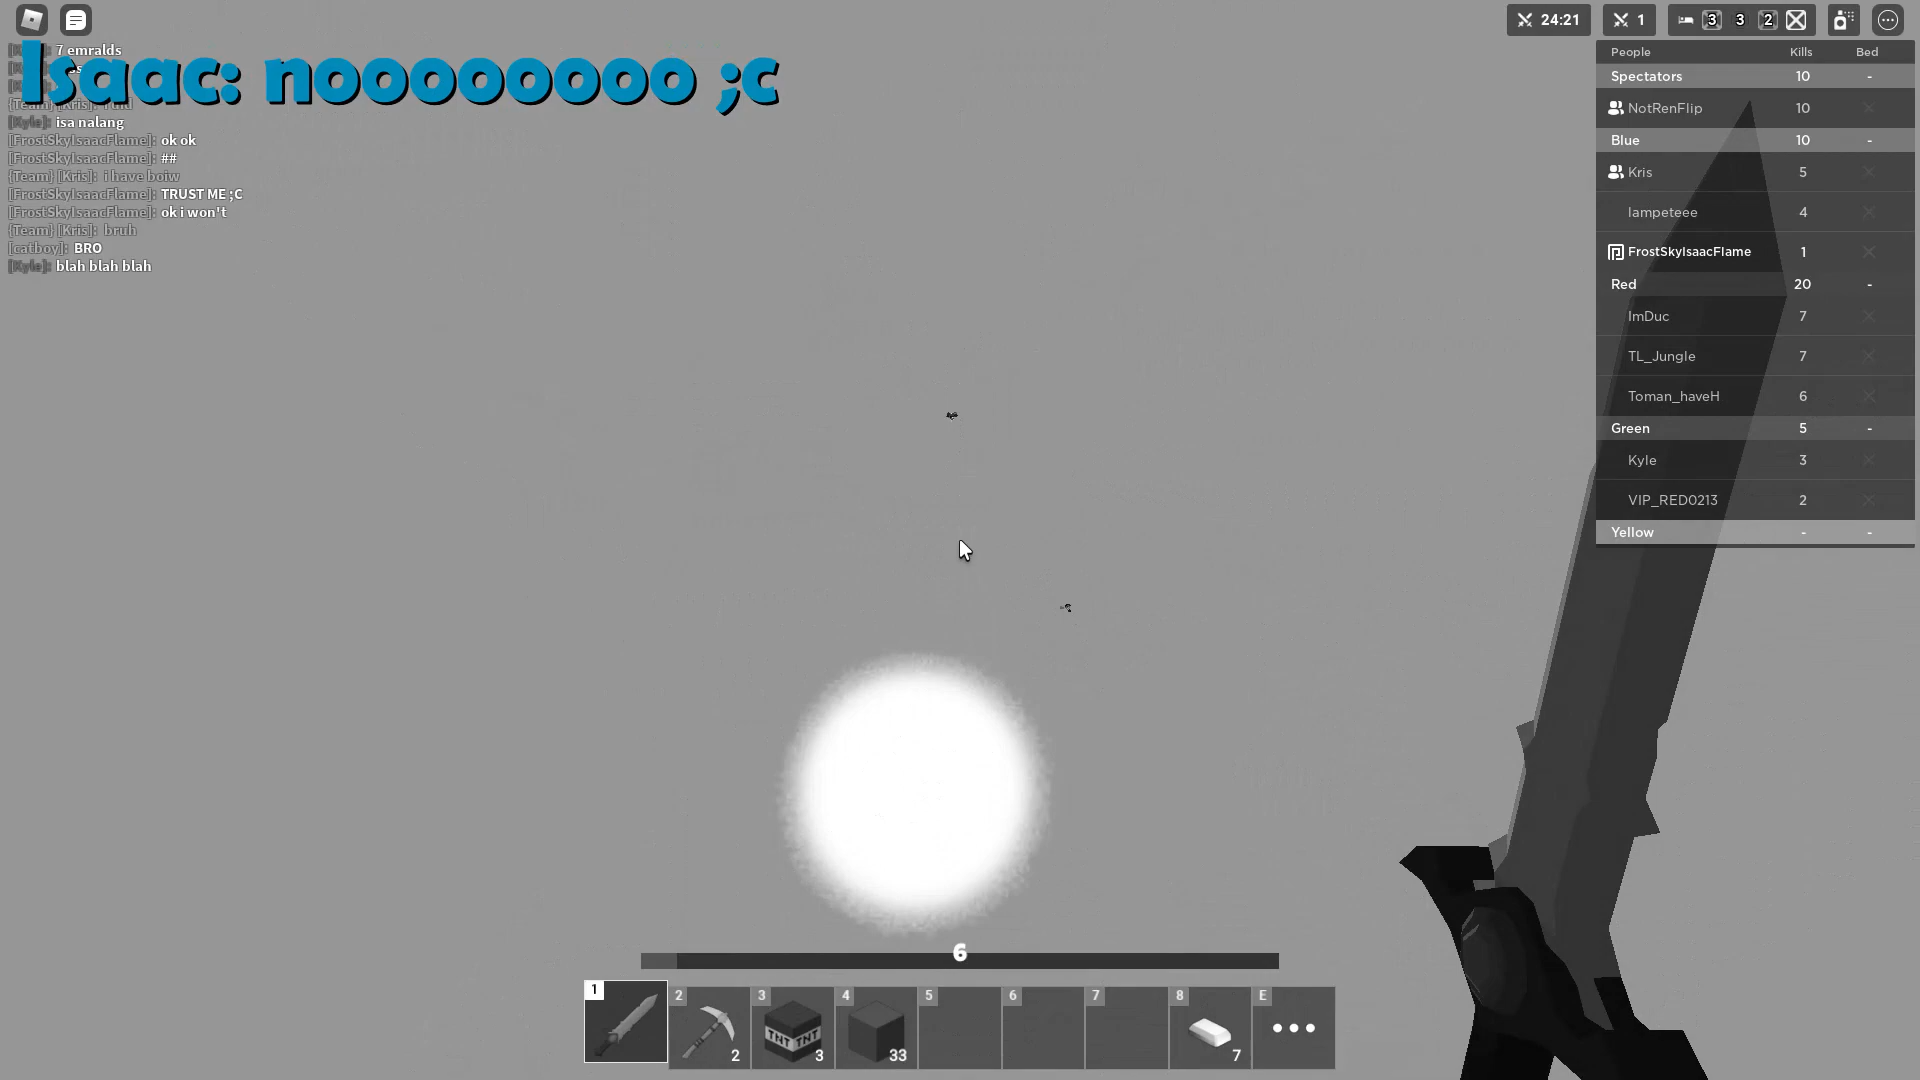 24:21
1
3
3
2
7 emralds
Isaac: nooooooooo ;c
[Kyle]: isa nalang
[FrostSkyIsaacFlame]: ok ok
[FrostSkyIsaacFlame]: ##
{Team} [Kris]: i have boiw
[FrostSkyIsaacFlame]: TRUST ME ;C
[FrostSkyIsaacFlame]: ok i won't
{Team} [Kris]: bruh
[catboy]: BRO
[Kyle]: blah blah blah
People Kills Bed
Spectators 10 -
NotRenFlip 10
Blue 10 -
Kris 5
lampeteee 4
FrostSkyIsaacFlame 1
Red 20 -
ImDuc 7
TL_Jungle 7
Toman_haveH 6
Green 5 -
Kyle 3
VIP_RED0213 2
Yellow - -
6
1 2 3 4 5 6 7 8 E
TNT TNT
2 3 33 7